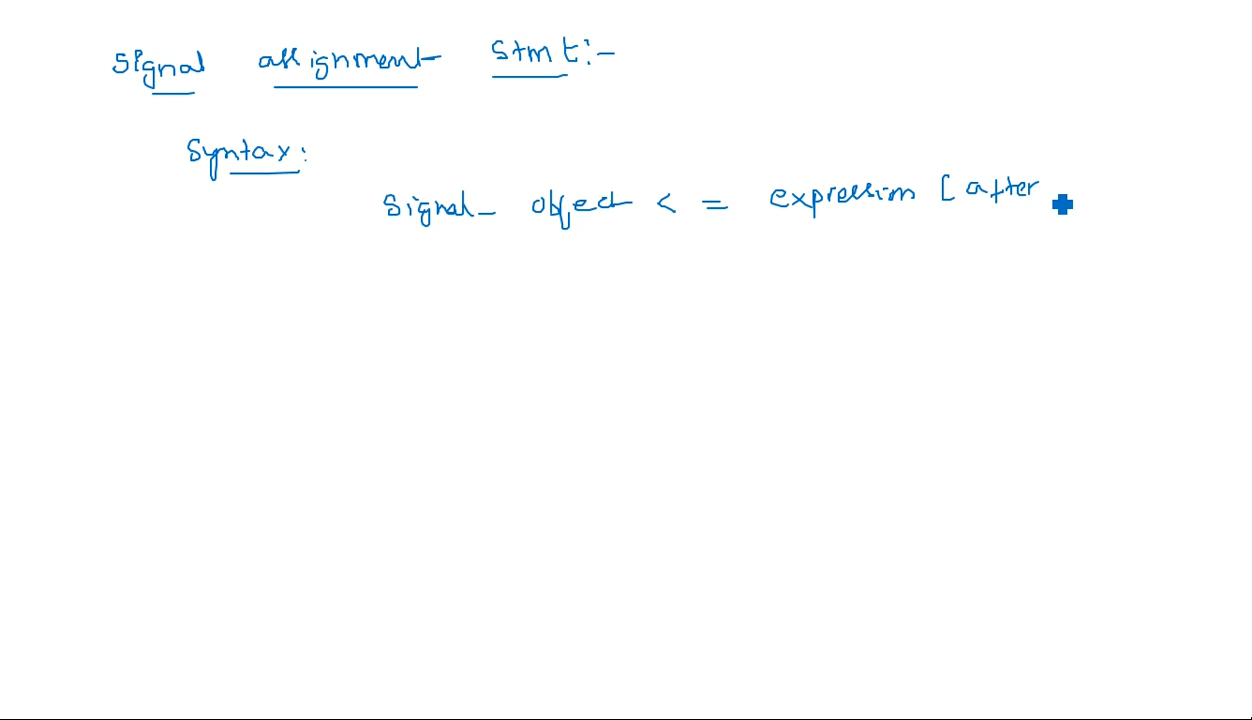 Signal assignment stmt:-
Syntax:
Signal_ object < = expression [after